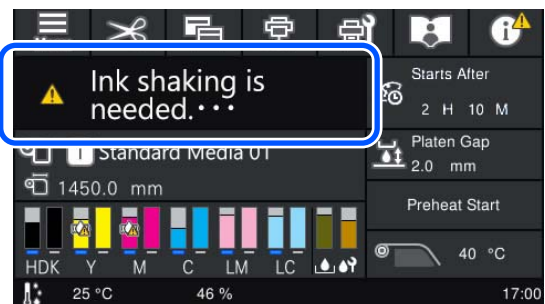 Ink shaking is
needed.···
Starts After
2 H 10 M
1 Standard Media 01
Platen Gap
2.0 mm
1450.0 mm
Preheat Start
HDK Y M C LM LC
40 °C
25 °C 46 % 17:00